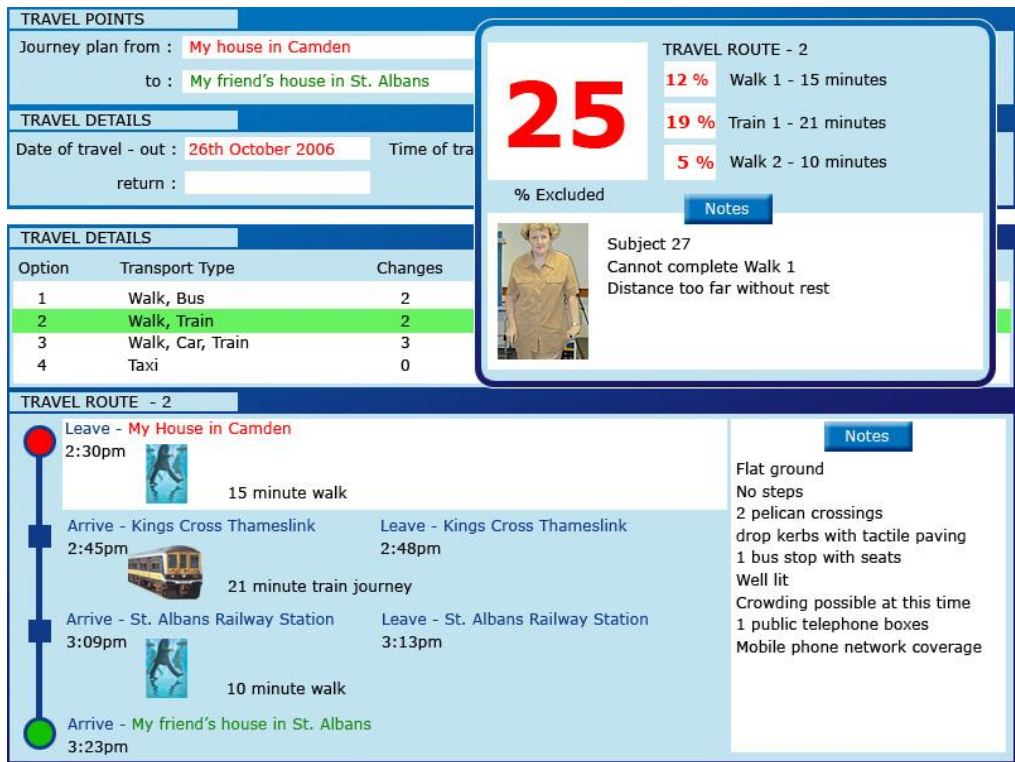 TRAVEL POINTS
Journey plan from : My house in Camden
to : My friend's house in St. Albans
TRAVEL DETAILS
Date of travel - out : 26th October 2006 Time of tra
return :
25
% Excluded
TRAVEL ROUTE - 2
12 % Walk 1 - 15 minutes
19 % Train 1 - 21 minutes
5 % Walk 2 - 10 minutes
Notes
Subject 27
Cannot complete Walk 1
Distance too far without rest
TRAVEL DETAILS
Option Transport Type Changes
1 Walk, Bus 2
2 Walk, Train 2
3 Walk, Car, Train 3
4 Taxi 0
TRAVEL ROUTE - 2
Leave - My House in Camden
2:30pm
15 minute walk
Arrive - Kings Cross Thameslink Leave - Kings Cross Thameslink
2:45pm 2:48pm
21 minute train journey
Arrive - St. Albans Railway Station Leave - St. Albans Railway Station
3:09pm 3:13pm
10 minute walk
Arrive - My friend's house in St. Albans
3:23pm
Notes
Flat ground
No steps
2 pelican crossings
drop kerbs with tactile paving
1 bus stop with seats
Well lit
Crowding possible at this time
1 public telephone boxes
Mobile phone network coverage